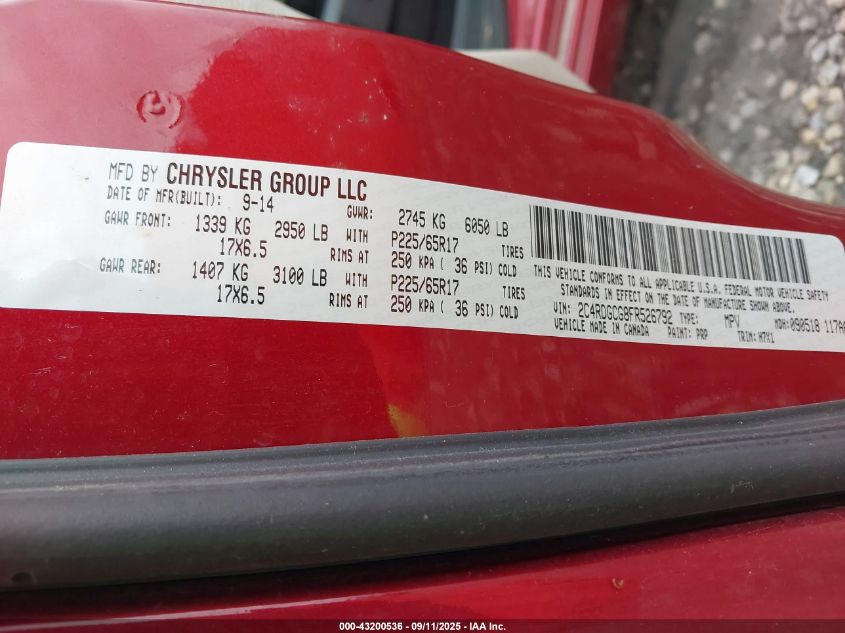 MFD BY CHRYSLER GROUP LLC
DATE OF MFR(BUILT): 9-14 GVWR: 2745 KG 6050 LB
GAWR FRONT: 1339 KG 2950 LB WITH P225/65R17 TIRES
17X6.5 RIMS AT 250 KPA ( 36 PSI) COLD
GAWR REAR: 1407 KG 3100 LB WITH P225/65R17 TIRES
17X6.5 RIMS AT 250 KPA ( 36 PSI) COLD
THIS VEHICLE CONFORMS TO ALL APPLICABLE U.S.A. FEDERAL MOTOR VEHICLE SAFETY
STANDARDS IN EFFECT ON THE DATE OF MANUFACTURE SHOWN ABOVE.
VIN: 2C4RDGCG8FR526792 TYPE: MPV MDH: 090518
VEHICLE MADE IN CANADA PAINT: PRP TRIM: H7X1
000-43200536 - 09/11/2025 - IAA Inc.